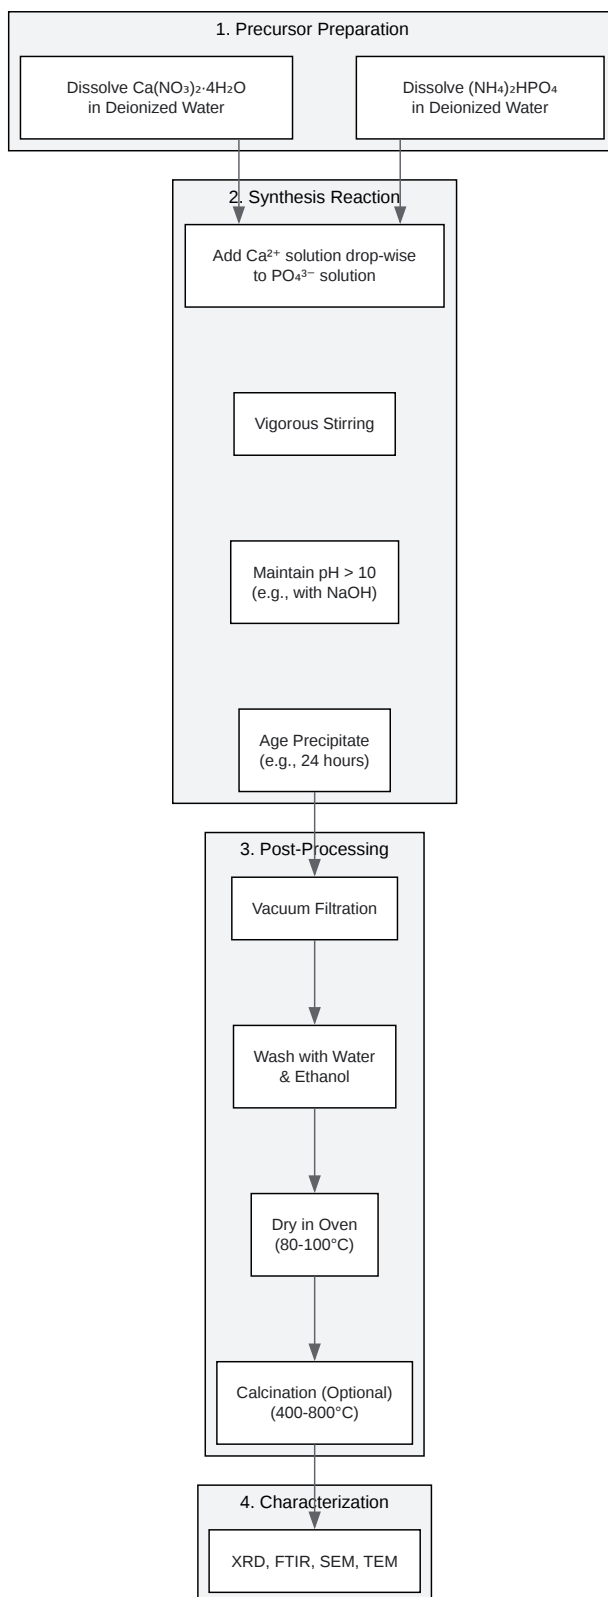 1. Precursor Preparation
Dissolve Ca(NO₃)₂·4H₂O
in Deionized Water
Dissolve (NH₄)₂HPO₄
in Deionized Water
2. Synthesis Reaction
Add Ca²⁺ solution drop-wise
to PO₄³⁻ solution
Vigorous Stirring
Maintain pH > 10
(e.g., with NaOH)
Age Precipitate
(e.g., 24 hours)
3. Post-Processing
Vacuum Filtration
Wash with Water
& Ethanol
Dry in Oven
(80-100°C)
Calcination (Optional)
(400-800°C)
4. Characterization
XRD, FTIR, SEM, TEM